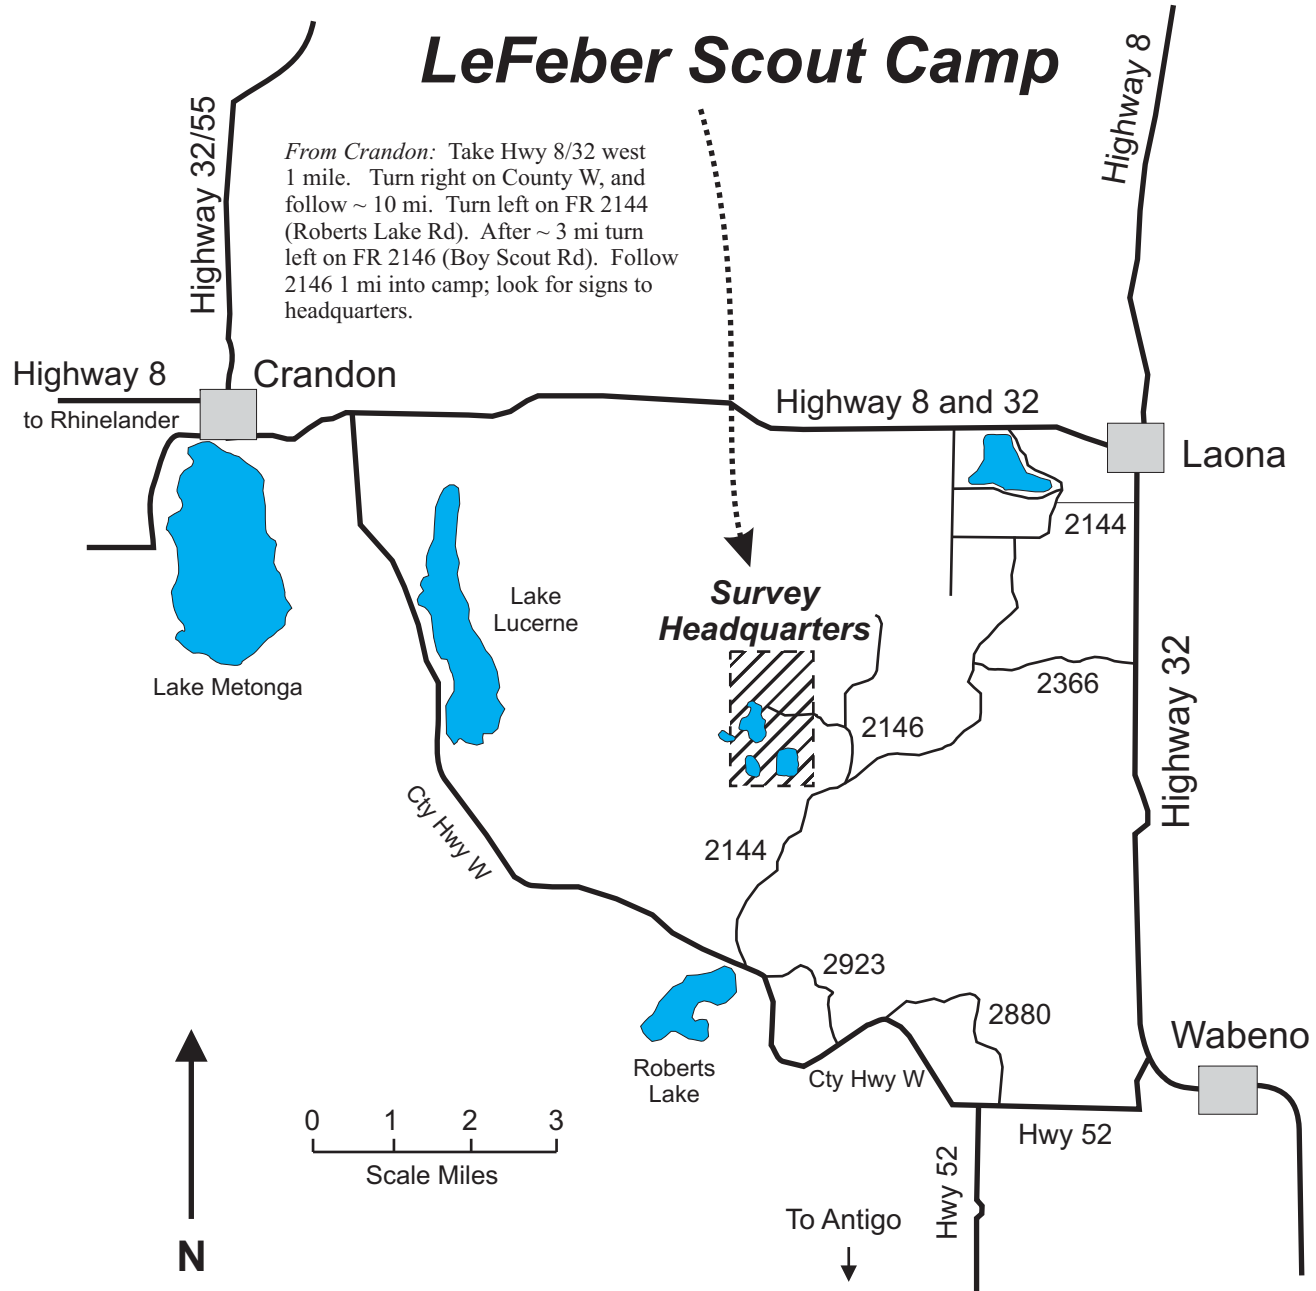 LeFeber Scout Camp
Highway 8
Highway 32/55
From Crandon: Take Hwy 8/32 west
1 mile. Turn right on County W, and
follow ~ 10 mi. Turn left on FR 2144
(Roberts Lake Rd). After ~ 3 mi turn
left on FR 2146 (Boy Scout Rd). Follow
2146 1 mi into camp; look for signs to
headquarters.
Highway 8
to Rhinelander
Crandon
Highway 8 and 32
Laona
2144
Lake
Lucerne
Survey
Headquarters
Lake Metonga
2366
Highway 32
2146
Cty Hwy W
2144
2923
2880
Wabeno
Roberts
Lake
Cty Hwy W
0 1 2 3
Scale Miles
Hwy 52
Hwy 52
To Antigo
N